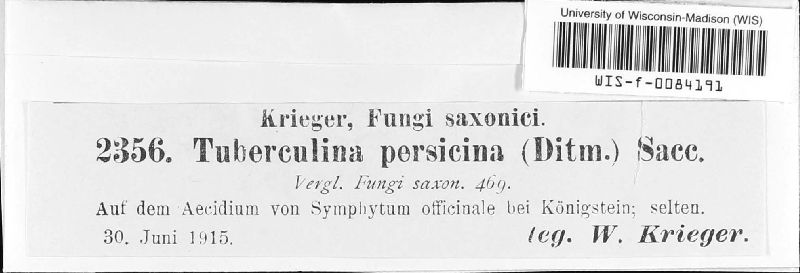 University of Wisconsin-Madison (WIS)
WIS-f-0084191
Krieger, Fungi saxonici.
2356. Tuberculina persicina (Ditm.) Sacc.
Vergl. Fungi saxon. 469.
Auf dem Aecidium von Symphytum officinale bei Königstein; selten.
30. Juni 1915.
leg. W. Krieger.